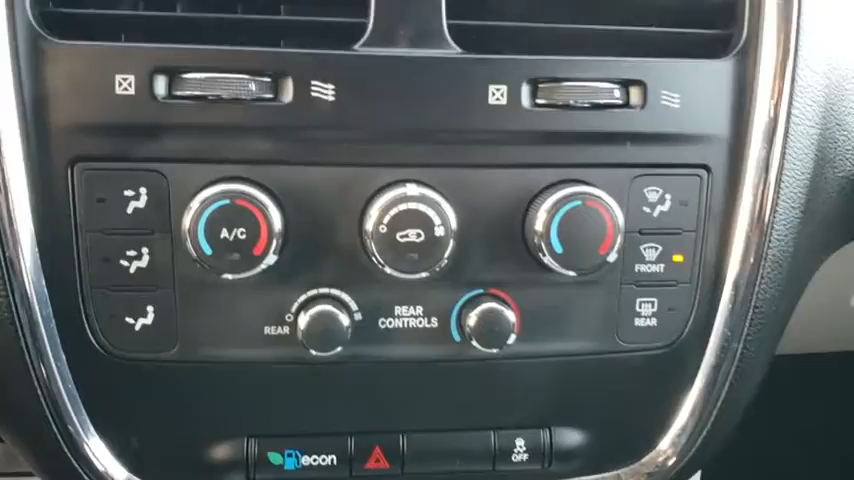 A/C
FRONT
REAR
REAR
CONTROLS
REAR
econ
OFF